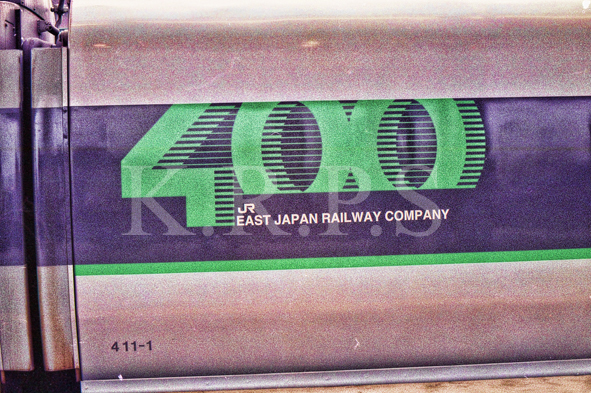 400
JR
EAST JAPAN RAILWAY COMPANY
K.R.P.S
411-1